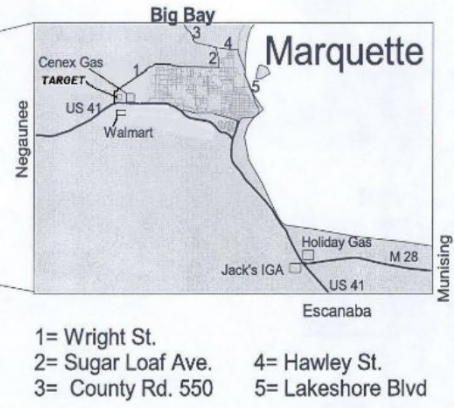 Big Bay
3
4
Marquette
Cenex Gas
1
2
TARGET
5
US 41
Walmart
Negaunee
Holiday Gas
M 28
Jack's IGA
US 41
Munising
Escanaba
1= Wright St.
2= Sugar Loaf Ave.
4= Hawley St.
3= County Rd. 550
5= Lakeshore Blvd